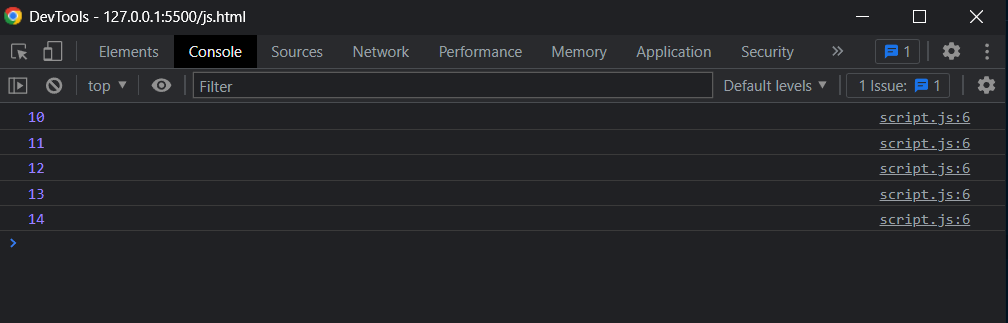 DevTools - 127.0.0.1:5500/js.html
Elements Console Sources Network Performance Memory Application Security » 1
top ▼ Filter Default levels ▼ 1 Issue: 1
10 script.js:6
11 script.js:6
12 script.js:6
13 script.js:6
14 script.js:6
>